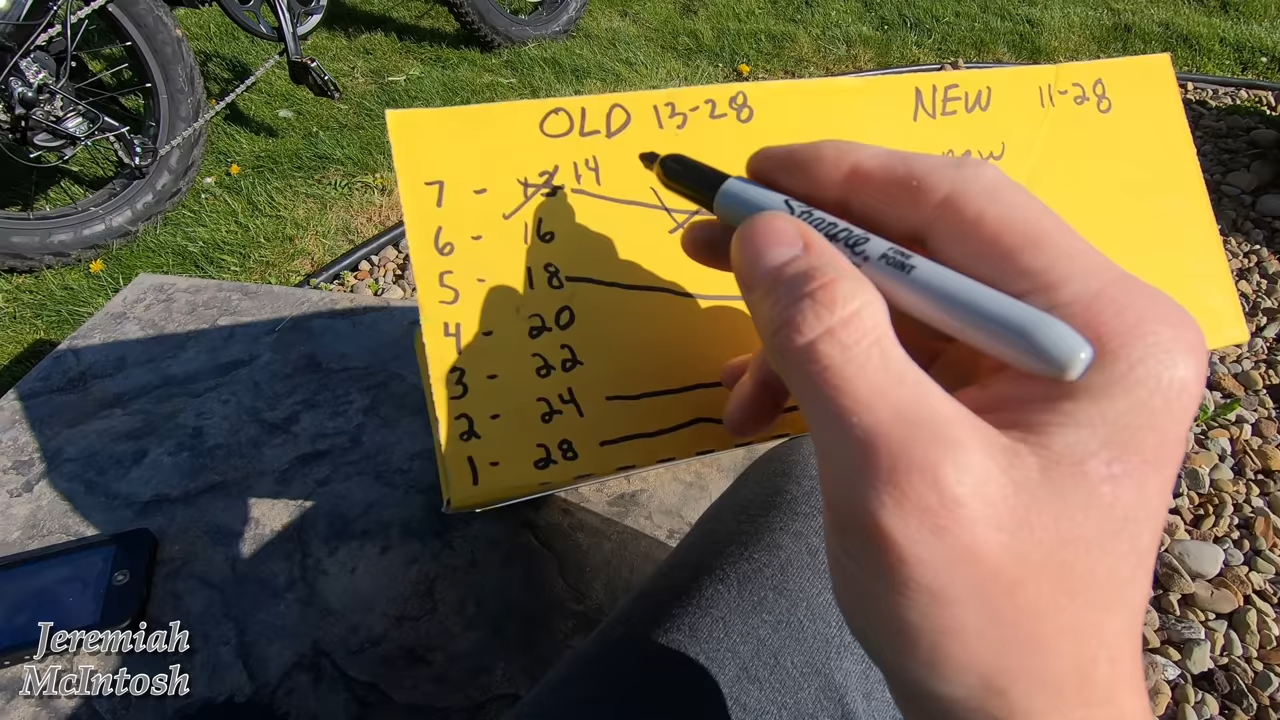 OLD 13-28 NEW 11-28
new
7 - 14
6 - 16
5 - 18
4 - 20
3 - 22
2 - 24
1 - 28
Sharpie.
FINE POINT
Jeremiah
McIntosh